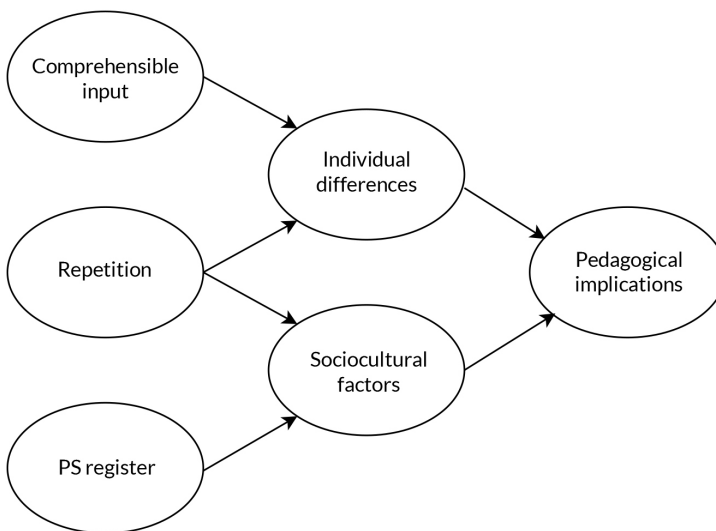 Comprehensible
input
Individual
differences
Repetition
Pedagogical
implications
Sociocultural
factors
PS register